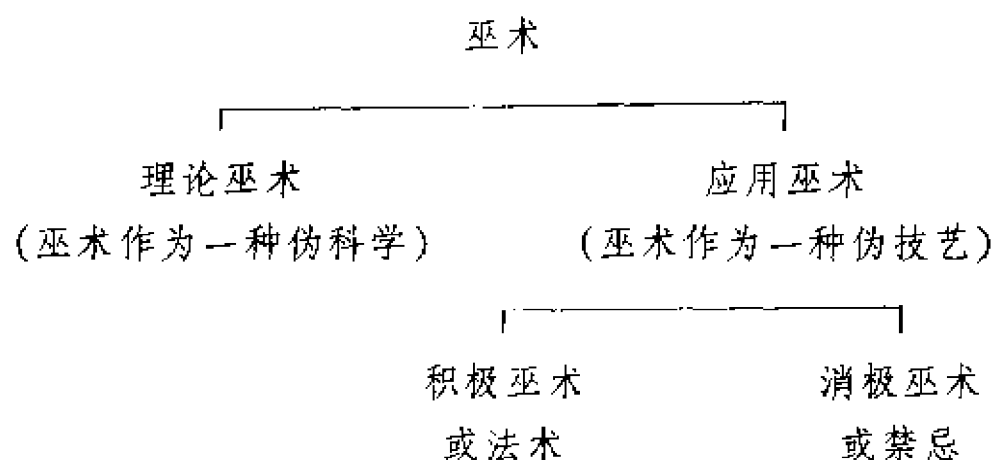 巫术
理论巫术 应用巫术
(巫术作为一种伪科学) (巫术作为一种伪技艺)
积极巫术 消极巫术
或法术 或禁忌